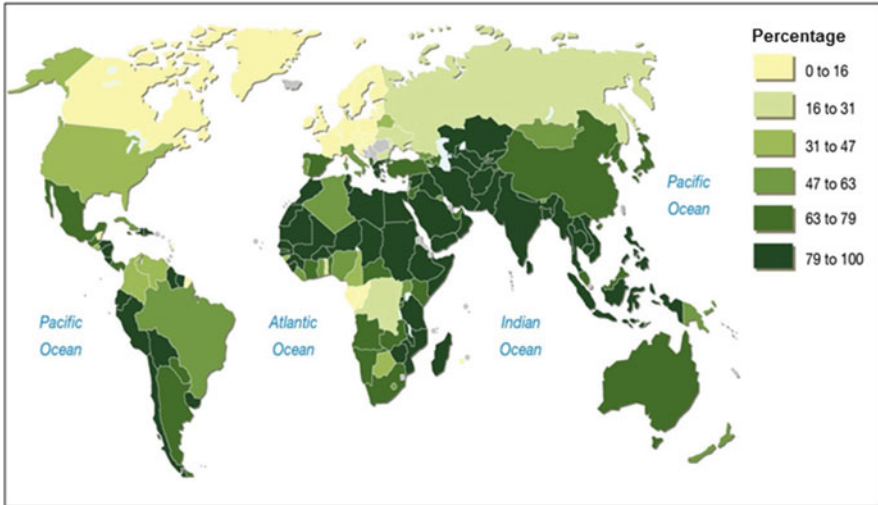 Percentage
0 to 16
16 to 31
31 to 47
47 to 63
63 to 79
79 to 100
Pacific
Ocean
Pacific
Ocean
Atlantic
Ocean
Indian
Ocean